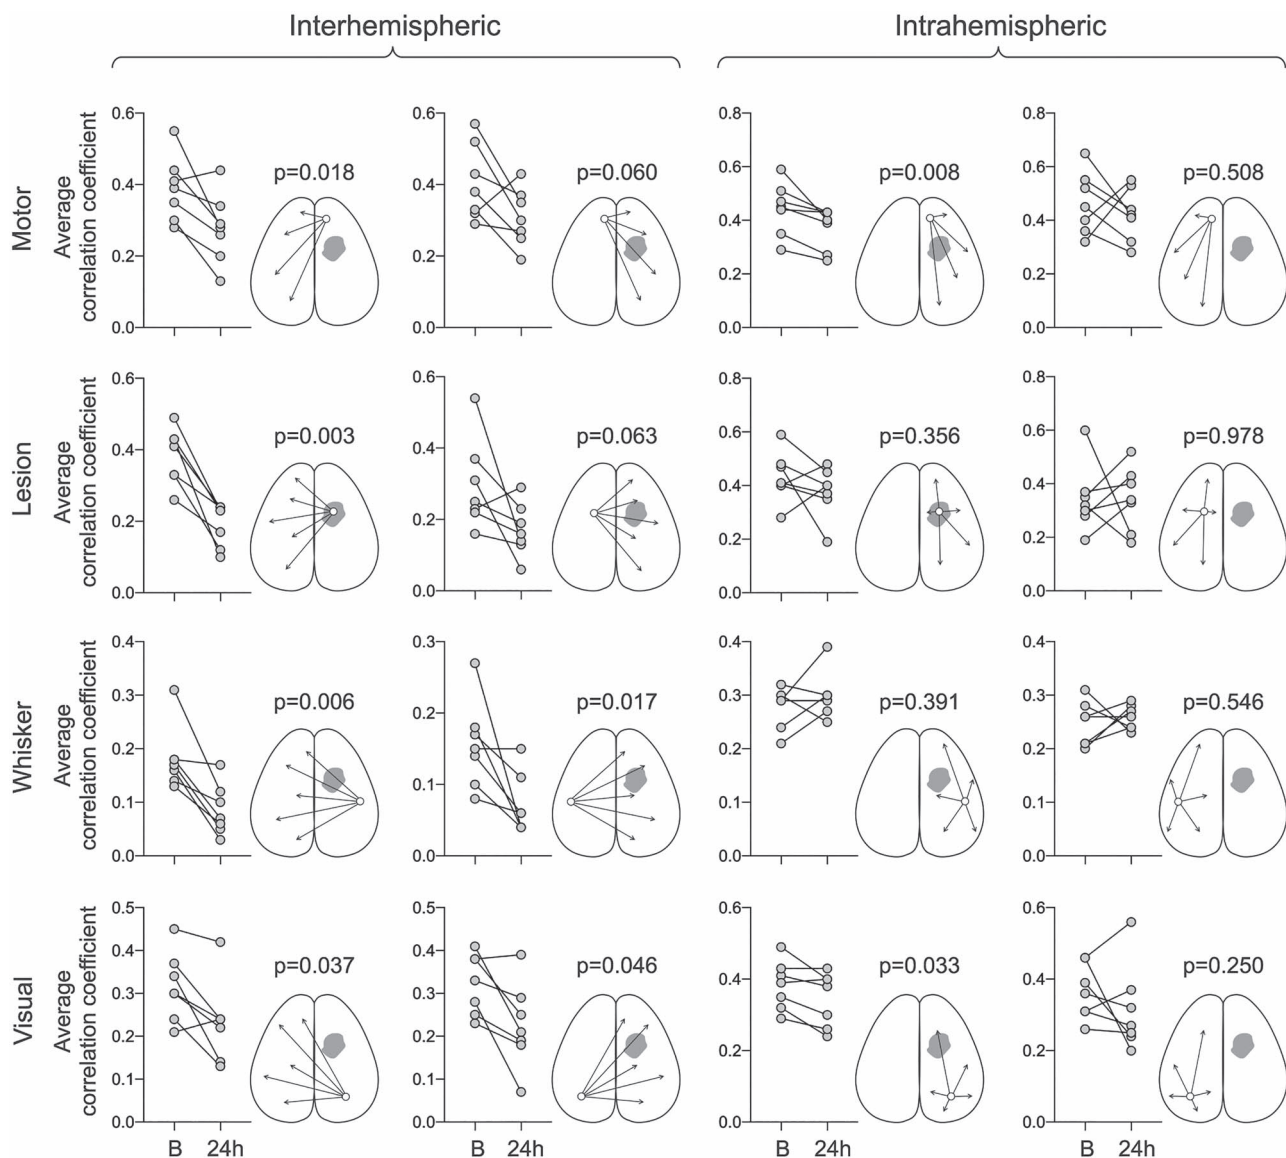 Interhemispheric Intrahemispheric
Motor
Average
correlation coefficient
0.6 0.6 0.8 0.8
p=0.018 p=0.060 p=0.008 p=0.508
0.4 0.4 0.6 0.6
0.4 0.4
0.2 0.2 0.2 0.2
0.0 0.0 0.0 0.0
Lesion
Average
correlation coefficient
0.6 0.6 0.8 0.8
p=0.003 p=0.063 p=0.356 p=0.978
0.4 0.4 0.6 0.6
0.4 0.4
0.2 0.2 0.2 0.2
0.0 0.0 0.0 0.0
Whisker
Average
correlation coefficient
0.4 0.3 0.4 0.4
p=0.006 p=0.017 p=0.391 p=0.546
0.3 0.2 0.3 0.3
0.2 0.2 0.2
0.1 0.1 0.1 0.1
0.0 0.0 0.0 0.0
Visual
Average
correlation coefficient
0.5 0.5 0.6 0.6
p=0.037 p=0.046 p=0.033 p=0.250
0.4 0.4 0.4 0.4
0.3 0.3
0.2 0.2 0.2 0.2
0.1 0.1
0.0 0.0 0.0 0.0
B 24h B 24h B 24h B 24h